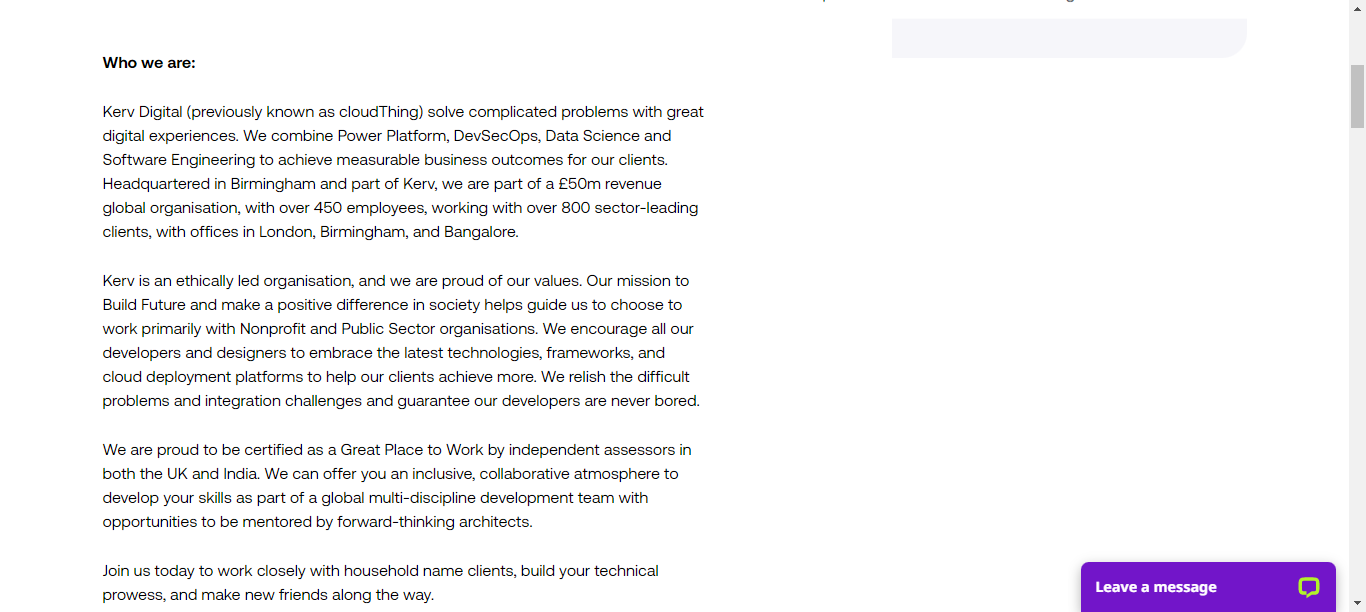 Who we are:
Kerv Digital (previously known as cloudThing) solve complicated problems with great
digital experiences. We combine Power Platform, DevSecOps, Data Science and
Software Engineering to achieve measurable business outcomes for our clients.
Headquartered in Birmingham and part of Kerv, we are part of a £50m revenue
global organisation, with over 450 employees, working with over 800 sector-leading
clients, with offices in London, Birmingham, and Bangalore.
Kerv is an ethically led organisation, and we are proud of our values. Our mission to
Build Future and make a positive difference in society helps guide us to choose to
work primarily with Nonprofit and Public Sector organisations. We encourage all our
developers and designers to embrace the latest technologies, frameworks, and
cloud deployment platforms to help our clients achieve more. We relish the difficult
problems and integration challenges and guarantee our developers are never bored.
We are proud to be certified as a Great Place to Work by independent assessors in
both the UK and India. We can offer you an inclusive, collaborative atmosphere to
develop your skills as part of a global multi-discipline development team with
opportunities to be mentored by forward-thinking architects.
Join us today to work closely with household name clients, build your technical
prowess, and make new friends along the way.
Leave a message